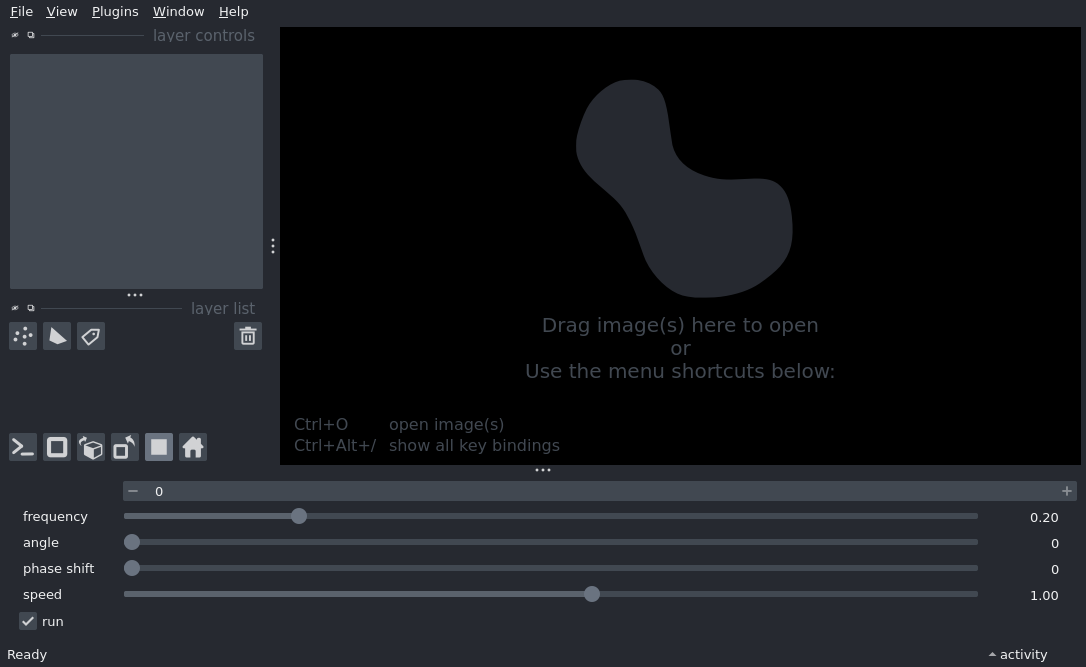 File View Plugins Window Help
layer controls
layer list
Drag image(s) here to open
or
Use the menu shortcuts below:
Ctrl+O open image(s)
Ctrl+Alt+/ show all key bindings
− 0 +
frequency 0.20
angle 0
phase shift 0
speed 1.00
run
Ready activity